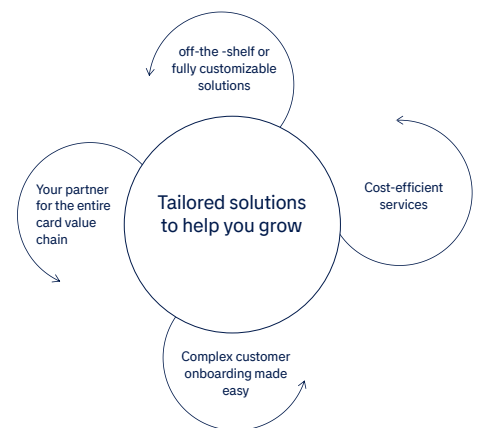 off-the -shelf or
fully customizable
solutions
Your partner
for the entire
card value
chain
Tailored solutions
to help you grow
Cost-efficient
services
Complex customer
onboarding made
easy